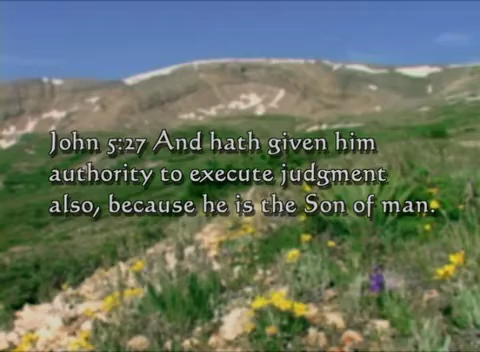 John 5:27 And hath given him
authority to execute judgment
also, because he is the Son of man.